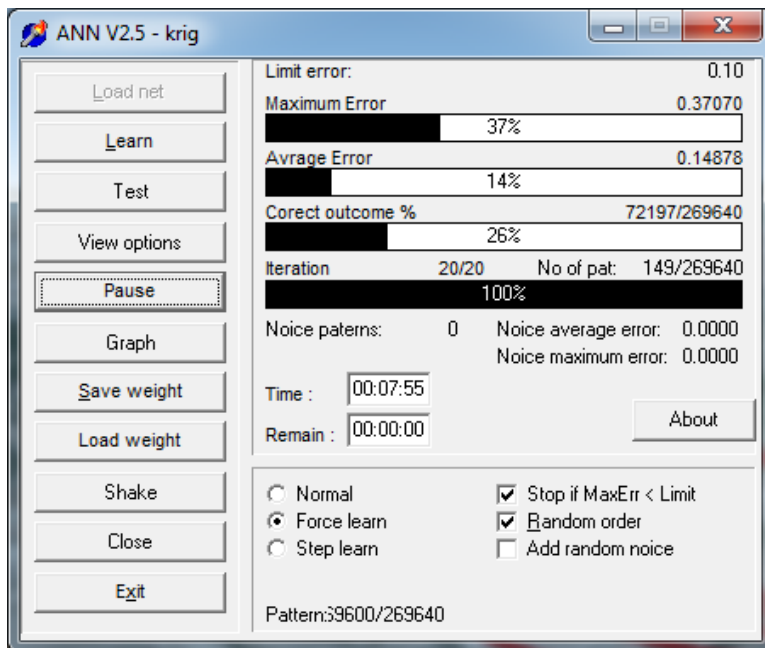 ANN V2.5 - krig
Load net
Learn
Test
View options
Pause
Graph
Save weight
Load weight
Shake
Close
Exit
Limit error: 0.10
Maximum Error 0.37070
37%
Avrage Error 0.14878
14%
Corect outcome % 72197/269640
26%
Iteration 20/20 No of pat: 149/269640
100%
Noice paterns: 0 Noice average error: 0.0000
Noice maximum error: 0.0000
Time : 00:07:55
Remain : 00:00:00
About
Normal
Force learn
Step learn
Stop if MaxErr < Limit
Random order
Add random noice
Pattern:69600/269640